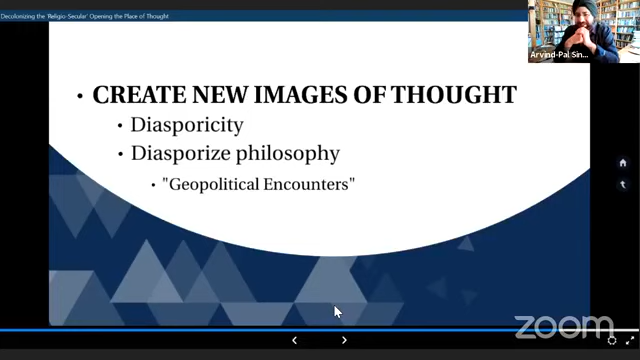 Decolonizing the 'Religio-Secular' Opening the Place of Thought
Arvind-Pal Sin...
• CREATE NEW IMAGES OF THOUGHT
• Diasporicity
• Diasporize philosophy
• "Geopolitical Encounters"
zoom